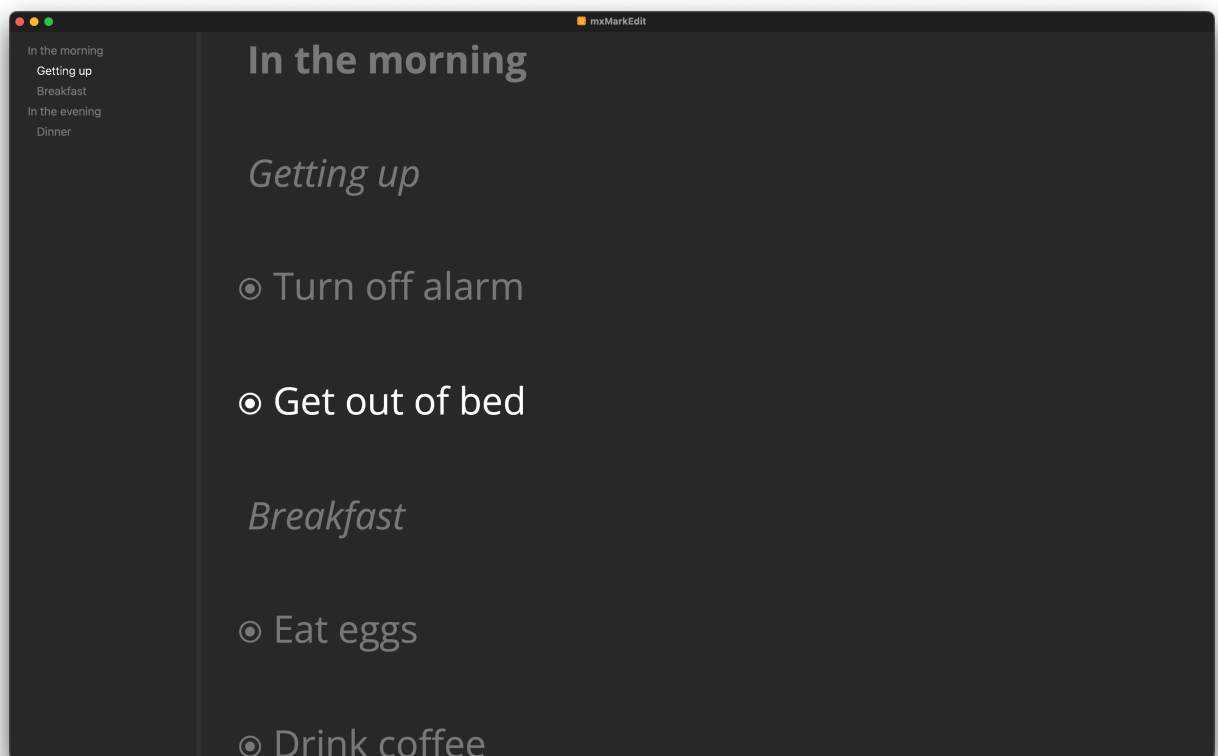 mxMarkEdit
In the morning
Getting up
Breakfast
In the evening
Dinner
In the morning
Getting up
Turn off alarm
Get out of bed
Breakfast
Eat eggs
Drink coffee